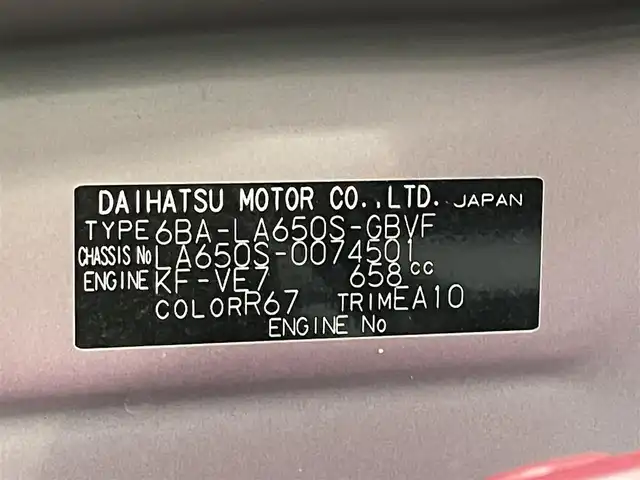 DAIHATSU MOTOR CO.,LTD. JAPAN
TYPE 6BA-LA650S-GBVF
CHASSIS No LA650S-0074501
ENGINE KF-VE7 658cc
COLOR R67 TRIM EA10
ENGINE No